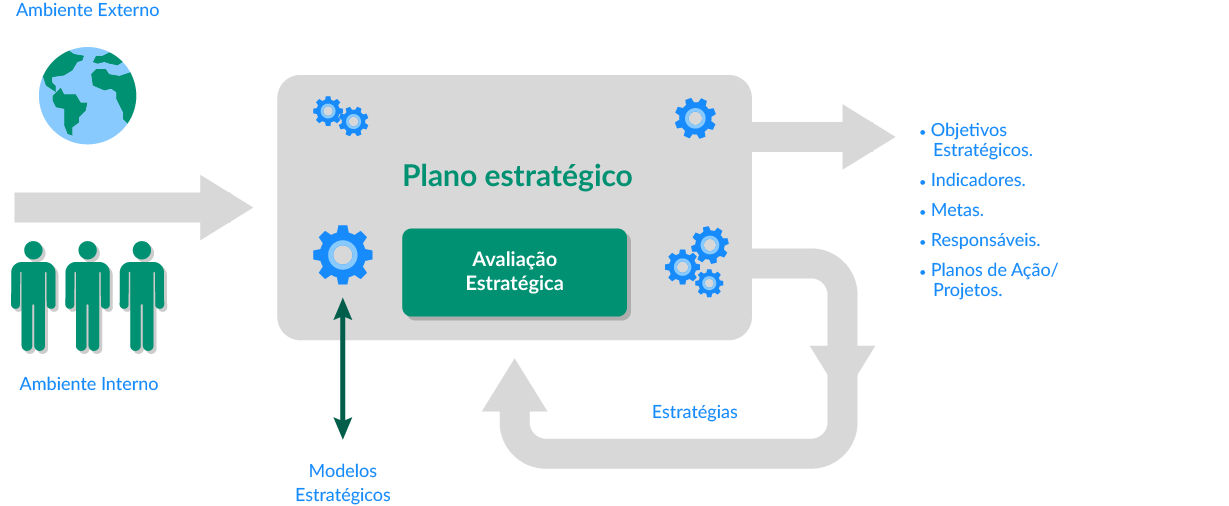 Ambiente Externo
Plano estratégico
Avaliação
Estratégica
Ambiente Interno
Modelos
Estratégicos
Estratégias
• Objetivos
Estratégicos.
• Indicadores.
• Metas.
• Responsáveis.
• Planos de Ação/
Projetos.